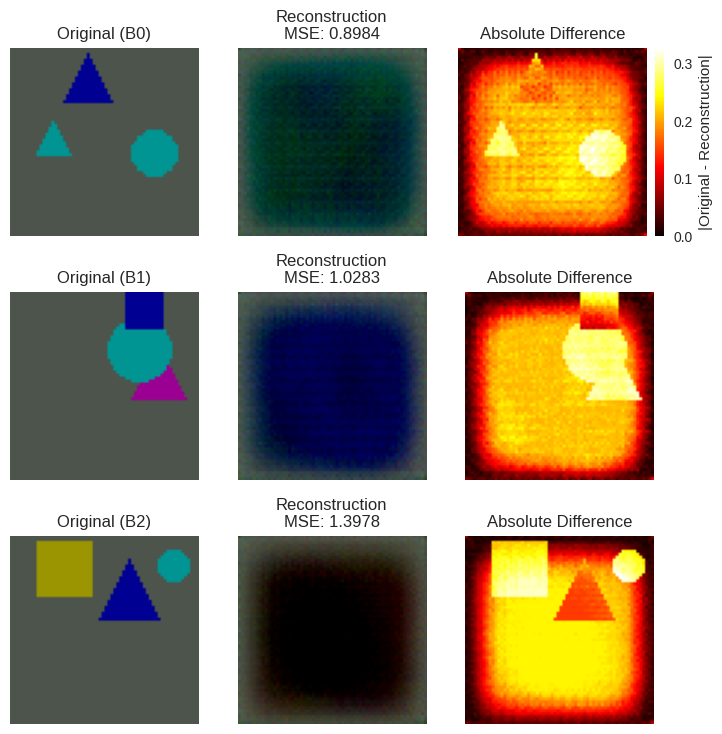 Original (B0)
Reconstruction
MSE: 0.8984
Absolute Difference
0.3
0.2
0.1
0.0
|Original - Reconstruction|
Original (B1)
Reconstruction
MSE: 1.0283
Absolute Difference
Original (B2)
Reconstruction
MSE: 1.3978
Absolute Difference